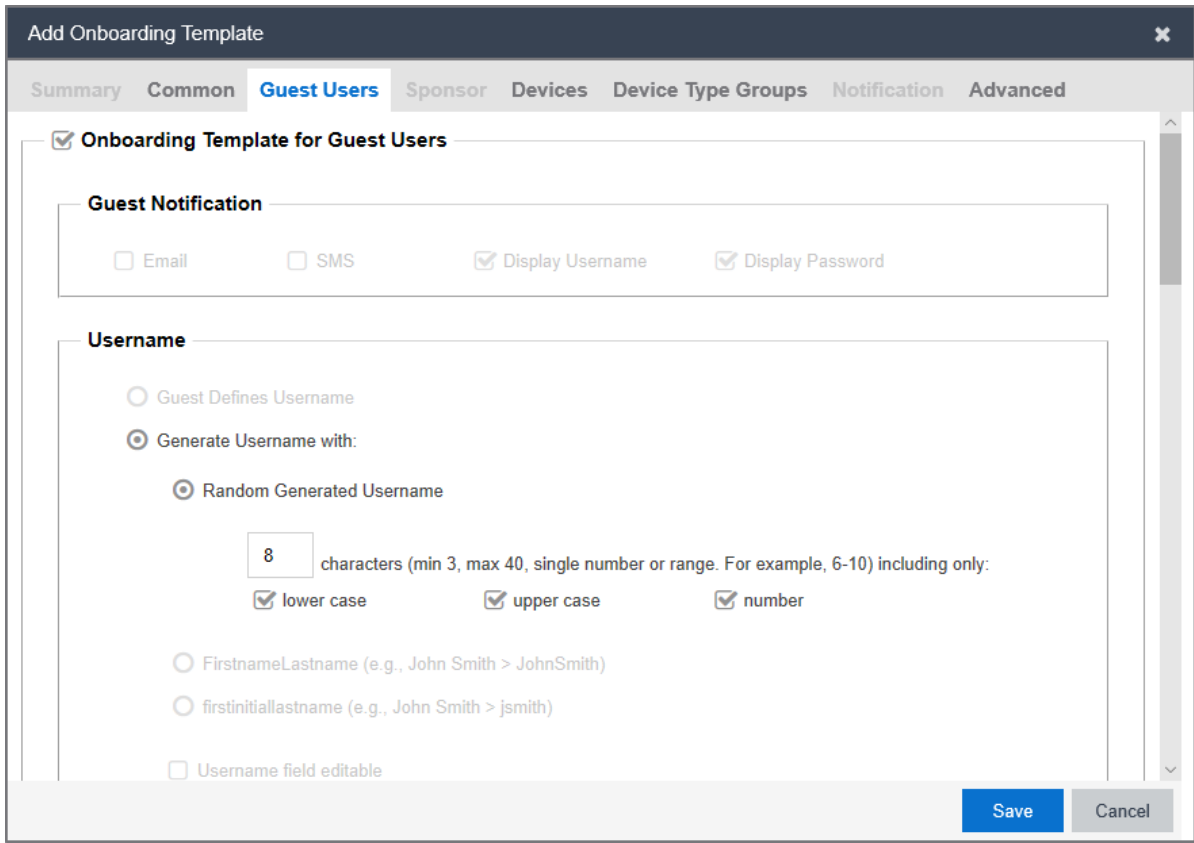 Add Onboarding Template
Summary Common Guest Users Sponsor Devices Device Type Groups Notification Advanced
Onboarding Template for Guest Users
Guest Notification
Email SMS Display Username Display Password
Username
Guest Defines Username
Generate Username with:
Random Generated Username
8 characters (min 3, max 40, single number or range. For example, 6-10) including only:
lower case upper case number
FirstnameLastname (e.g., John Smith > JohnSmith)
firstinitiallastname (e.g., John Smith > jsmith)
Username field editable
Save Cancel